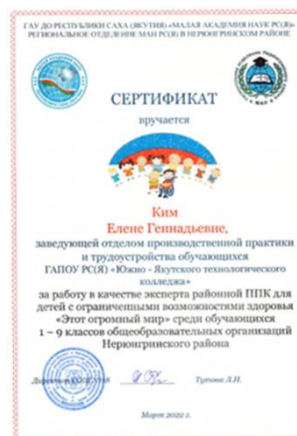 ГАУ ДО РЕСПУБЛИКИ САХА (ЯКУТИЯ) «МАЛАЯ АКАДЕМИЯ НАУК РС(Я)»
РЕГИОНАЛЬНОЕ ОТДЕЛЕНИЕ МАН РС(Я) В НЕРЮНГРИНСКОМ РАЙОНЕ
СЕРТИФИКАТ
вручается
Ким
Елене Геннадьевне,
заведующей отделом производственной практики
и трудоустройства обучающихся
ГАПОУ РС(Я) «Южно - Якутского технологического
колледжа»
за работу в качестве эксперта районной ППК для
детей с ограниченными возможностями здоровья
«Этот огромный мир» среди обучающихся
1 – 9 классов общеобразовательных организаций
Нерюнгринского района
Директор
Март 2022 г.